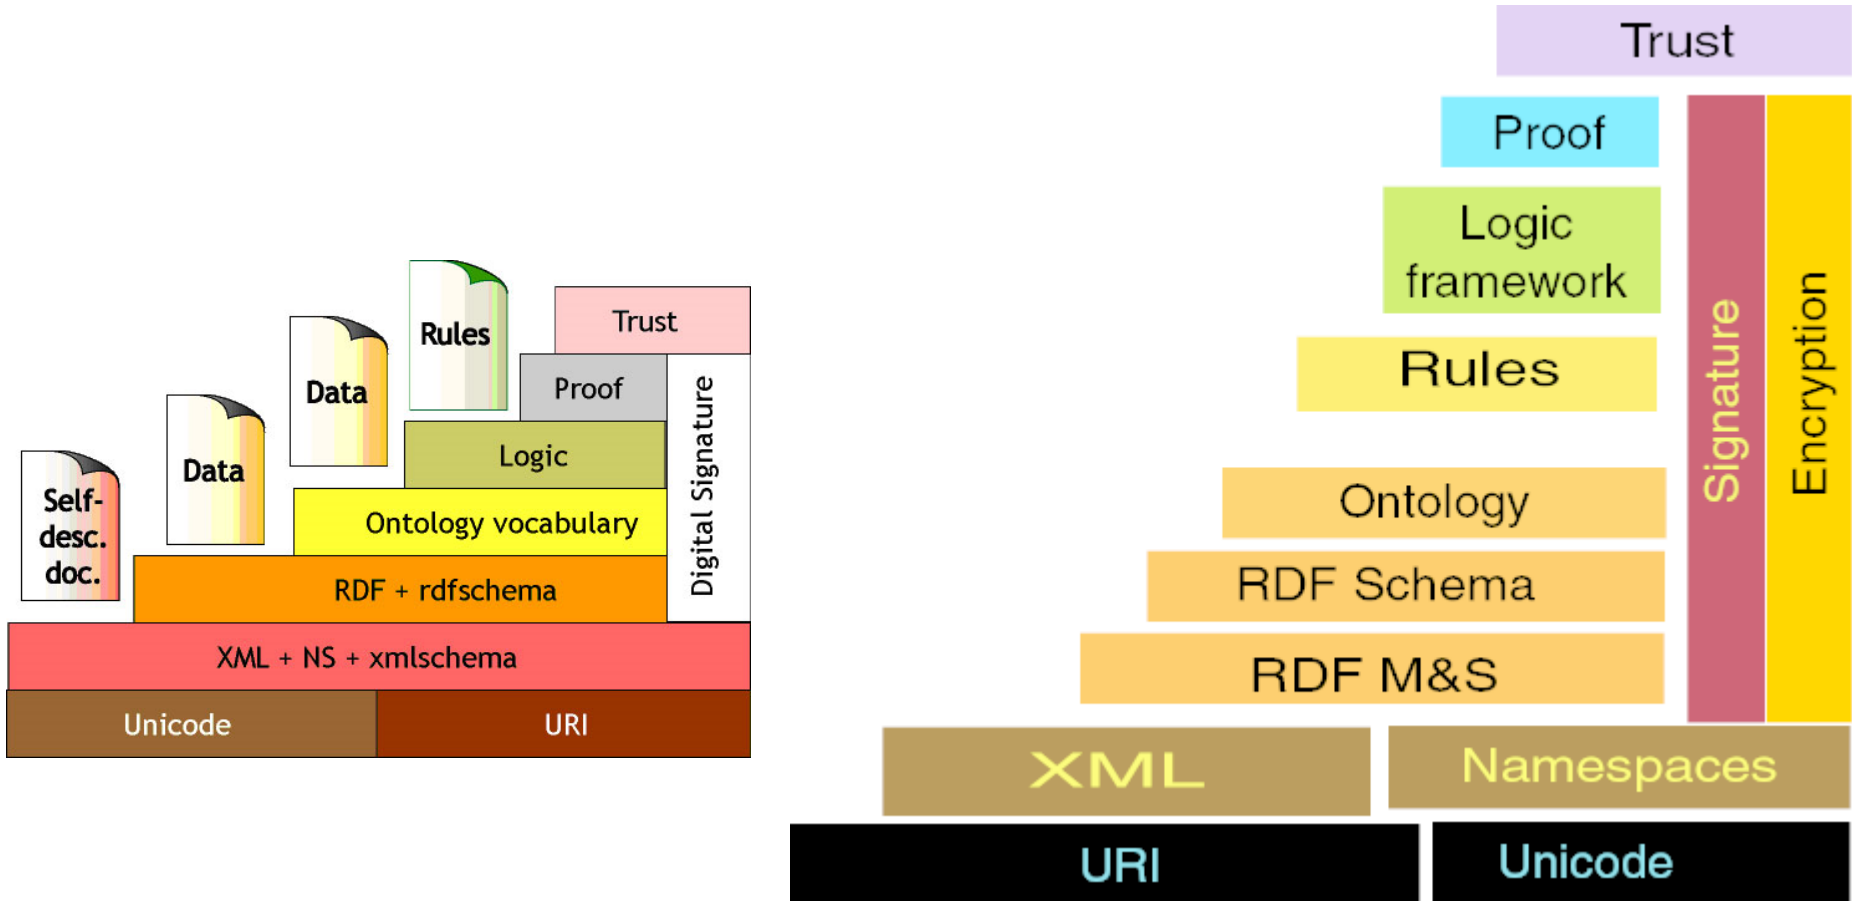 Rules
Trust
Data
Proof
Data
Logic
Self-
desc.
doc.
Ontology vocabulary
Digital Signature
RDF + rdfschema
XML + NS + xmlschema
Unicode
URI
Trust
Proof
Logic
framework
Rules
Signature
Encryption
Ontology
RDF Schema
RDF M&S
XML
Namespaces
URI
Unicode